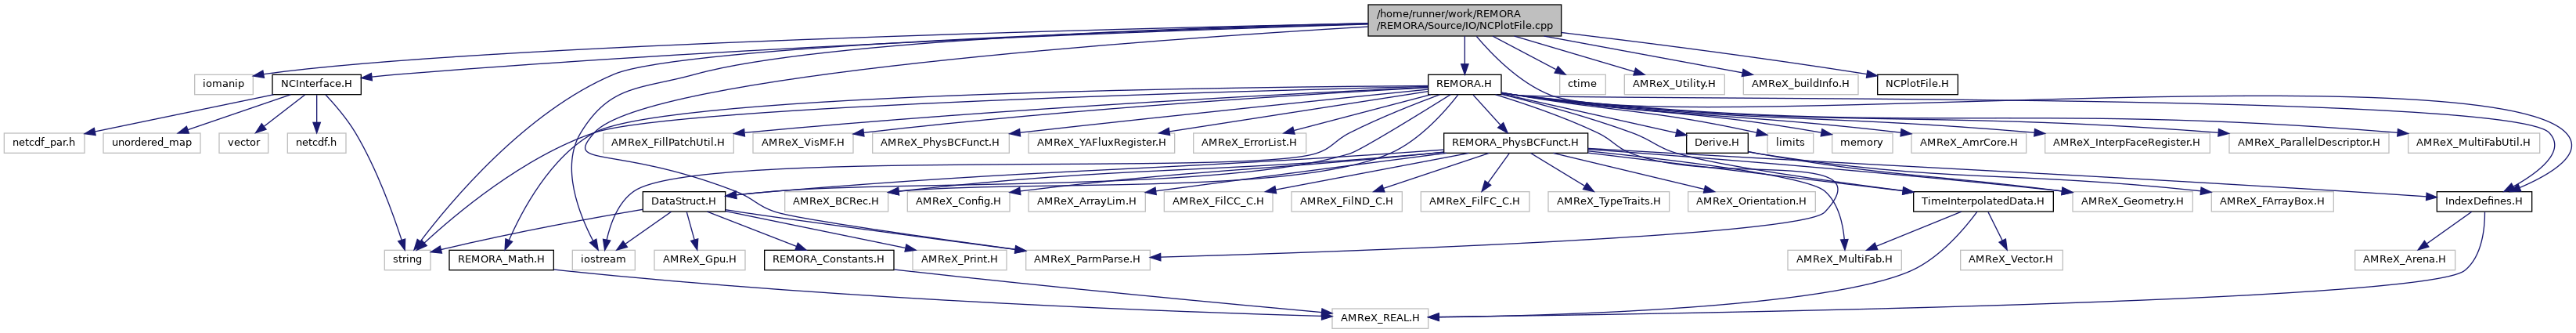 /home/runner/work/REMORA
/REMORA/Source/IO/NCPlotFile.cpp
iomanip
NCInterface.H
REMORA.H
ctime
AMReX_Utility.H
AMReX_buildInfo.H
NCPlotFile.H
netcdf_par.h
unordered_map
vector
netcdf.h
AMReX_FillPatchUtil.H
AMReX_VisMF.H
AMReX_PhysBCFunct.H
AMReX_YAFluxRegister.H
AMReX_ErrorList.H
REMORA_PhysBCFunct.H
Derive.H
limits
memory
AMReX_AmrCore.H
AMReX_InterpFaceRegister.H
AMReX_ParallelDescriptor.H
AMReX_MultiFabUtil.H
DataStruct.H
AMReX_BCRec.H
AMReX_Config.H
AMReX_ArrayLim.H
AMReX_FilCC_C.H
AMReX_FilND_C.H
AMReX_FilFC_C.H
AMReX_TypeTraits.H
AMReX_Orientation.H
TimeInterpolatedData.H
AMReX_Geometry.H
AMReX_FArrayBox.H
IndexDefines.H
string
REMORA_Math.H
iostream
AMReX_Gpu.H
REMORA_Constants.H
AMReX_Print.H
AMReX_ParmParse.H
AMReX_MultiFab.H
AMReX_Vector.H
AMReX_Arena.H
AMReX_REAL.H